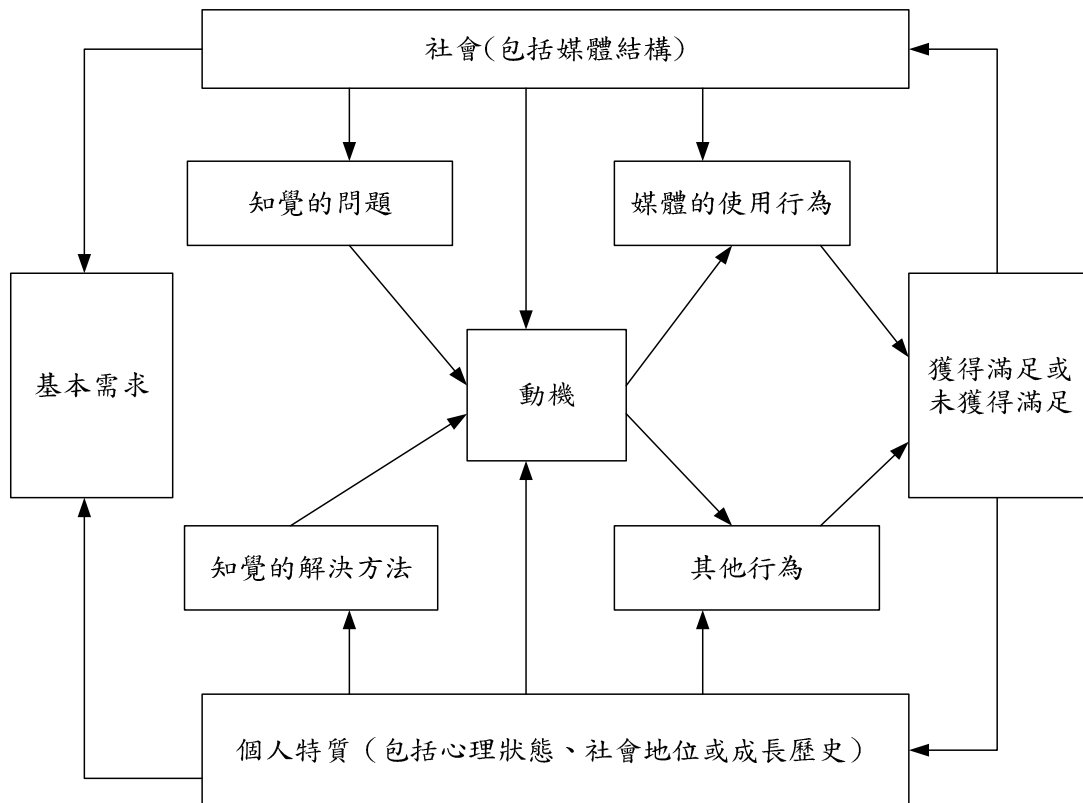 社會(包括媒體結構)
知覺的問題
媒體的使用行為
基本需求
動機
獲得滿足或
未獲得滿足
知覺的解決方法
其他行為
個人特質（包括心理狀態、社會地位或成長歷史）